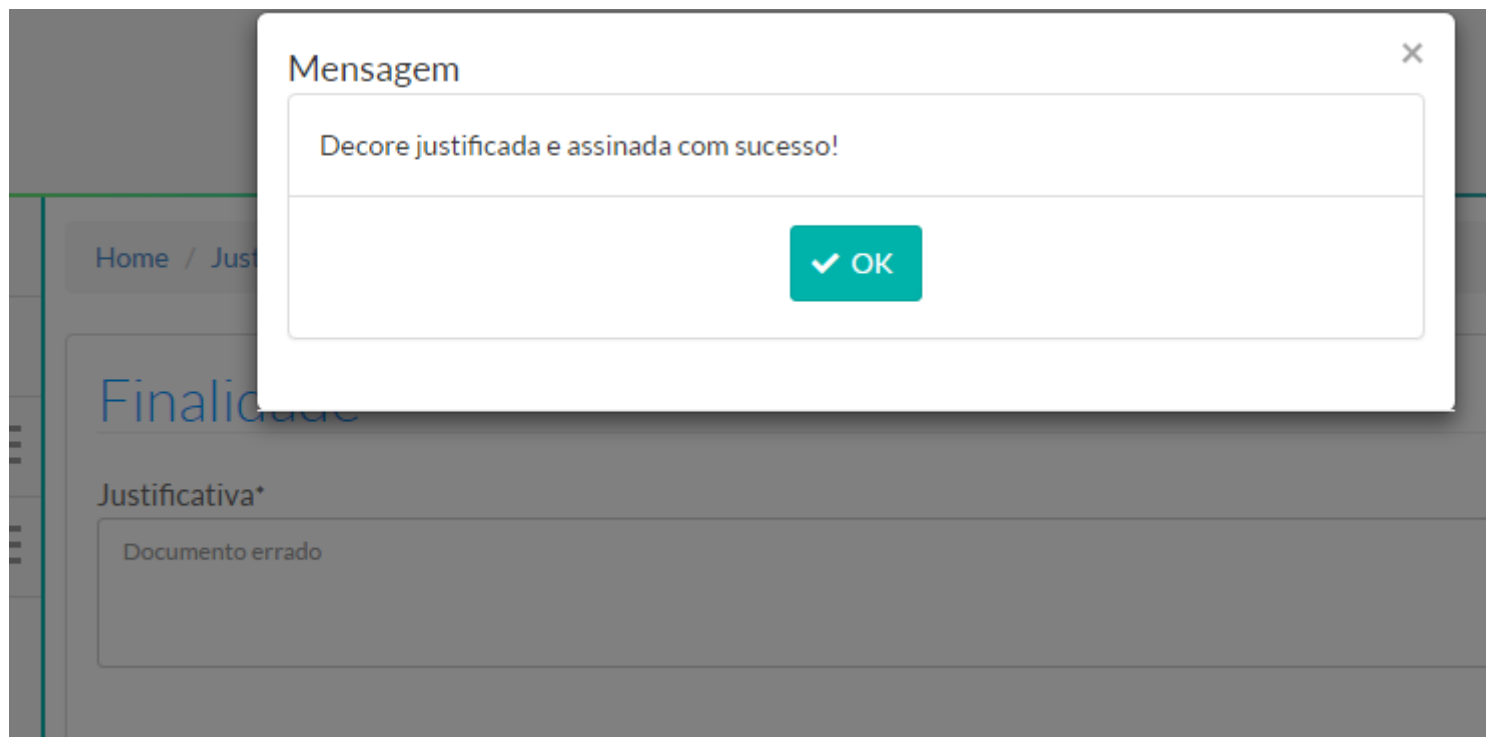 Mensagem
×
Decore justificada e assinada com sucesso!
OK
Home / Just
Finalidade
Justificativa*
Documento errado